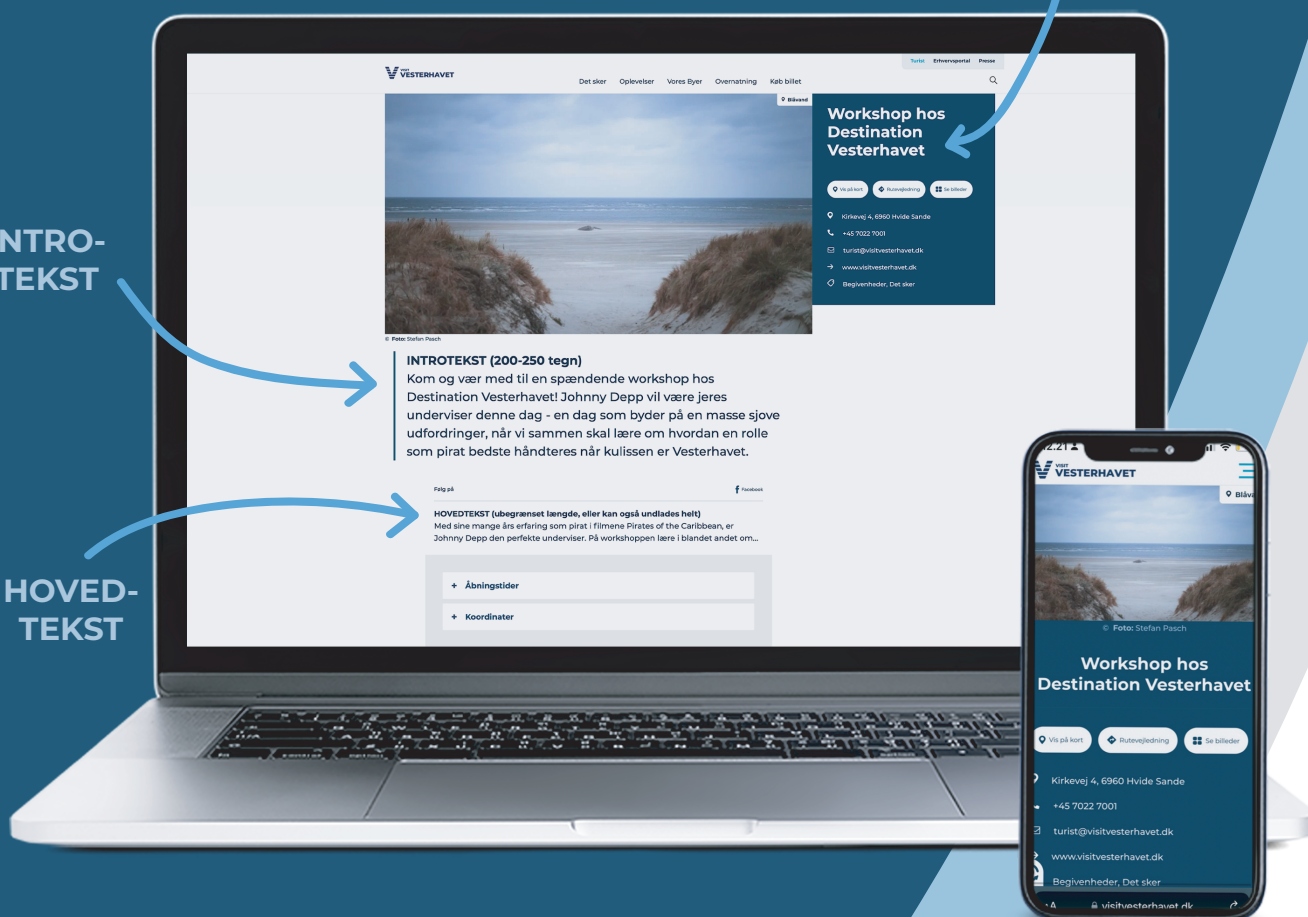 VISIT
VESTERHAVET
Det sker Oplevelser Vores Byer Overnatning Køb billet
Turist Erhvervsportal Presse
Blåvand
Workshop hos
Destination
Vesterhavet
Vis på kort Rutevejledning Se billeder
Kirkevej 4, 6960 Hvide Sande
+45 7022 7001
turist@visitvesterhavet.dk
www.visitvesterhavet.dk
Begivenheder, Det sker
© Foto: Stefan Pasch
NTRO-
TEKST
INTROTEKST (200-250 tegn)
Kom og vær med til en spændende workshop hos
Destination Vesterhavet! Johnny Depp vil være jeres
underviser denne dag - en dag som byder på en masse sjove
udfordringer, når vi sammen skal lære om hvordan en rolle
som pirat bedste håndteres når kulissen er Vesterhavet.
Følg på Facebook
HOVEDTEKST (ubegrænset længde, eller kan også undlades helt)
Med sine mange års erfaring som pirat i filmene Pirates of the Caribbean, er
Johnny Depp den perfekte underviser. På workshoppen lære i blandet andet om...
HOVED-
TEKST
+ Åbningstider
+ Koordinater
2.21
VISIT
VESTERHAVET
Blåva
© Foto: Stefan Pasch
Workshop hos
Destination Vesterhavet
Vis på kort Rutevejledning Se billeder
Kirkevej 4, 6960 Hvide Sande
+45 7022 7001
turist@visitvesterhavet.dk
www.visitvesterhavet.dk
Begivenheder, Det sker
A visitvesterhavet.dk